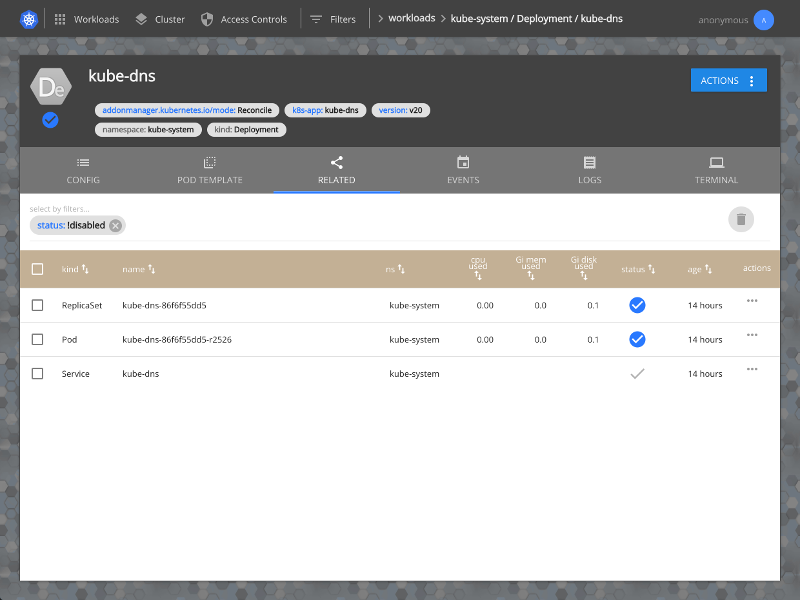 Workloads Cluster Access Controls Filters workloads kube-system / Deployment / kube-dns anonymous A
De kube-dns ACTIONS
addonmanager.kubernetes.io/mode: Reconcile k8s-app: kube-dns version: v20
namespace: kube-system kind: Deployment
CONFIG POD TEMPLATE RELATED EVENTS LOGS TERMINAL
select by filters...
status: !disabled
kind name ns cpu used Gi mem used Gi disk used status age actions
ReplicaSet kube-dns-86f6f55dd5 kube-system 0.00 0.0 0.1 14 hours
Pod kube-dns-86f6f55dd5-r2526 kube-system 0.00 0.0 0.1 14 hours
Service kube-dns kube-system 14 hours